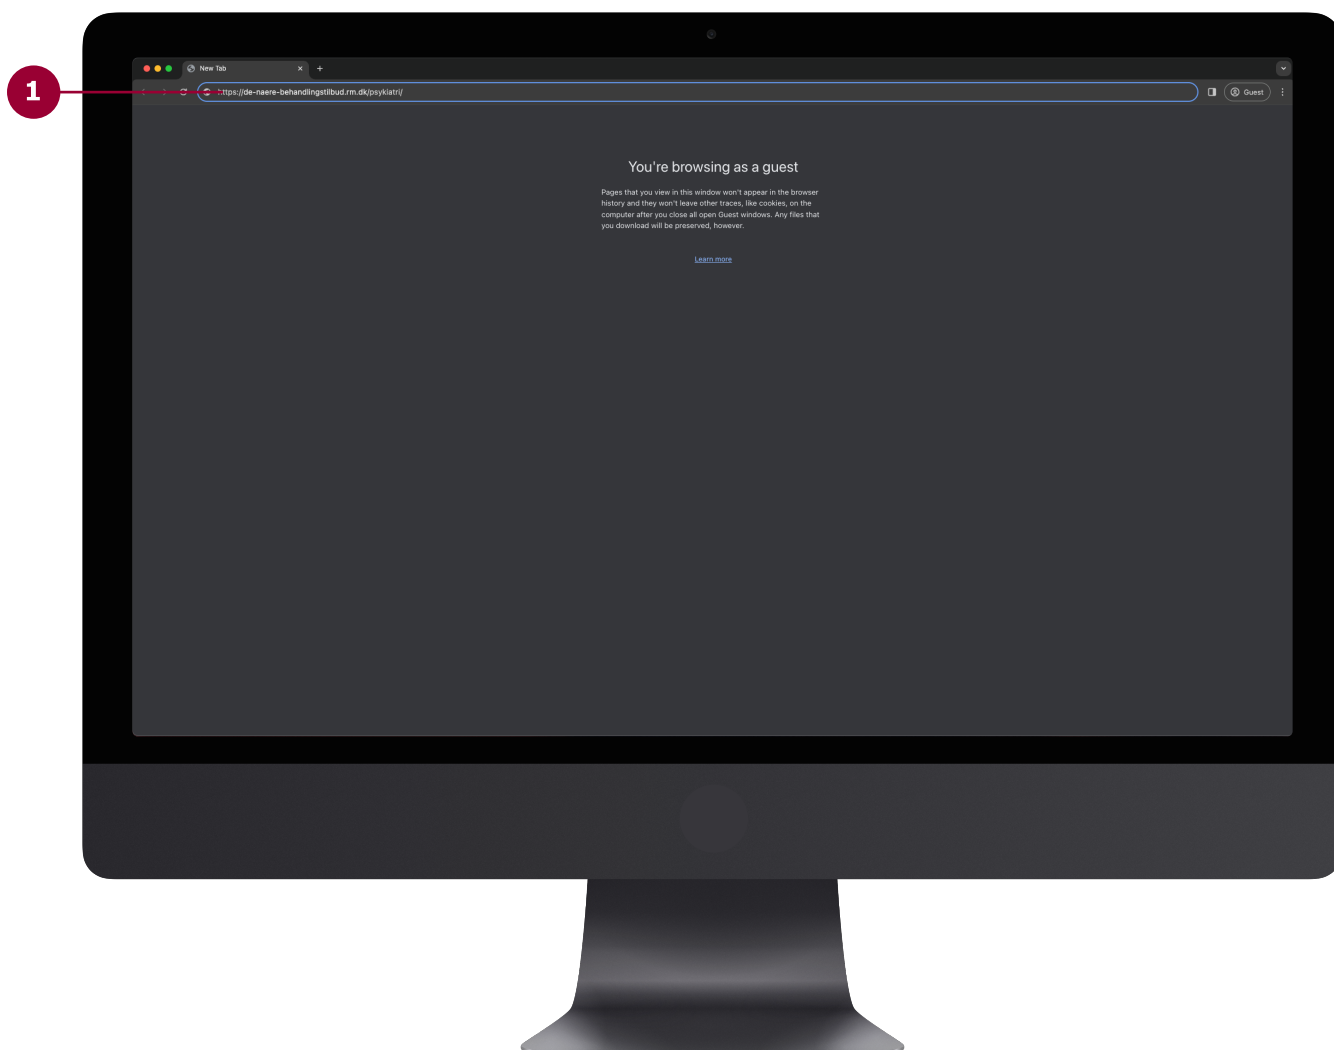 New Tab
1
https://de-naere-behandlingstilbud.rm.dk/psykiatri/
Guest
You're browsing as a guest
Pages that you view in this window won't appear in the browser
history and they won't leave other traces, like cookies, on the
computer after you close all open Guest windows. Any files that
you download will be preserved, however.
Learn more